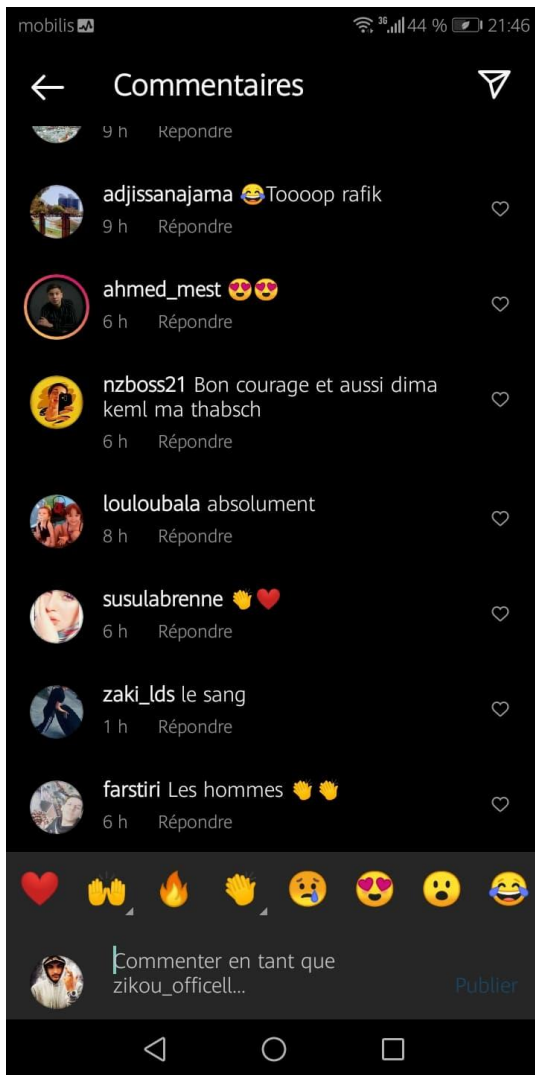 mobilis
3G 44 % 21:46
Commentaires
9 h Répondre
adjissanajama 😂Toooop rafik
9 h Répondre
ahmed_mest 😍😍
6 h Répondre
nzboss21 Bon courage et aussi dima
keml ma thabsch
6 h Répondre
louloubala absolument
8 h Répondre
susulabrenne 👏❤️
6 h Répondre
zaki_lds le sang
1 h Répondre
farstiri Les hommes 👏👏
6 h Répondre
Commenter en tant que
zikou_officell...
Publier